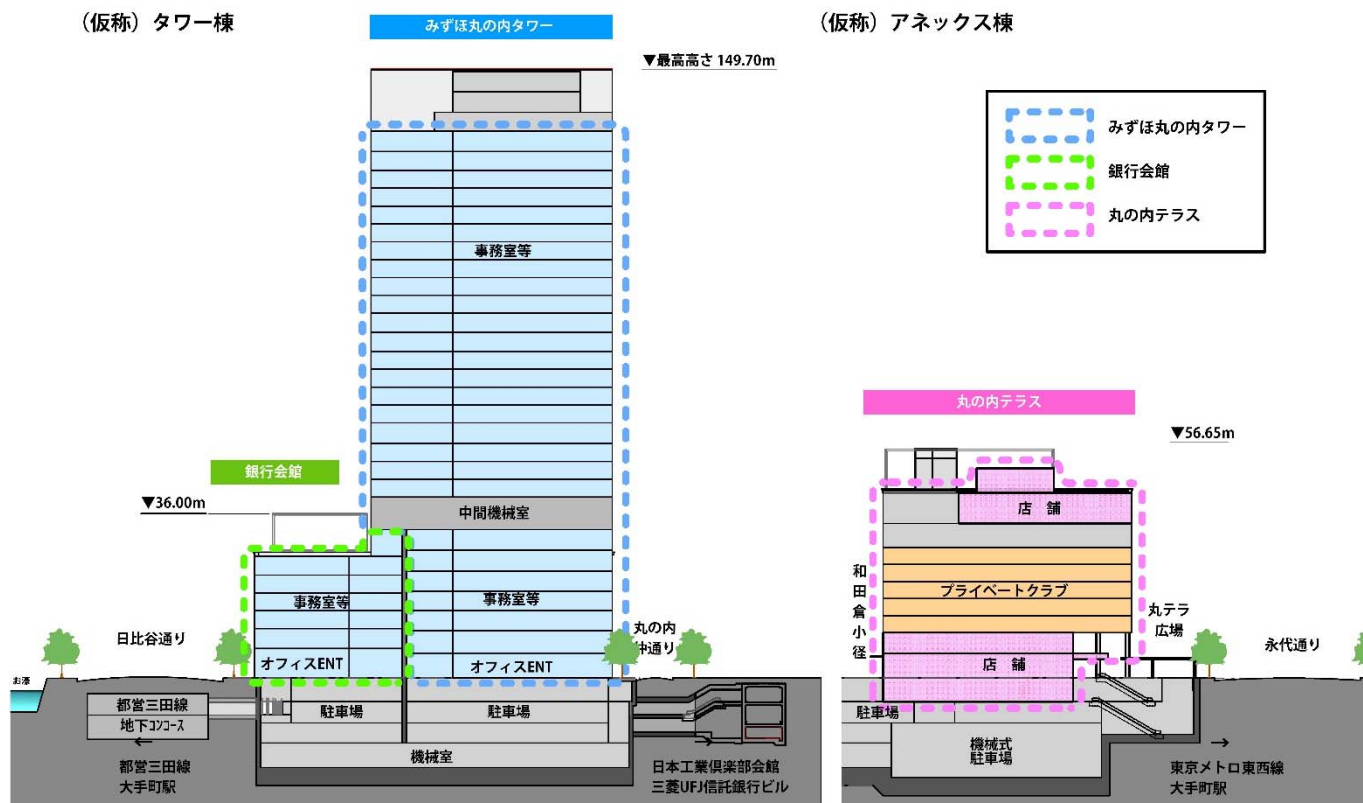 （仮称）タワー棟
みずほ丸の内タワー
▼最高高さ 149.70m
事務室等
銀行会館
▼36.00m
中間機械室
事務室等
事務室等
日比谷通り
丸の内
仲通り
オフィスENT
オフィスENT
お濠
都営三田線
地下コンコース
駐車場
駐車場
機械室
都営三田線
大手町駅
日本工業倶楽部会館
三菱UFJ信託銀行ビル
（仮称）アネックス棟
みずほ丸の内タワー
銀行会館
丸の内テラス
丸の内テラス
▼56.65m
店舗
プライベートクラブ
和田倉小径
丸テラ
広場
永代通り
店舗
駐車場
機械式
駐車場
東京メトロ東西線
大手町駅